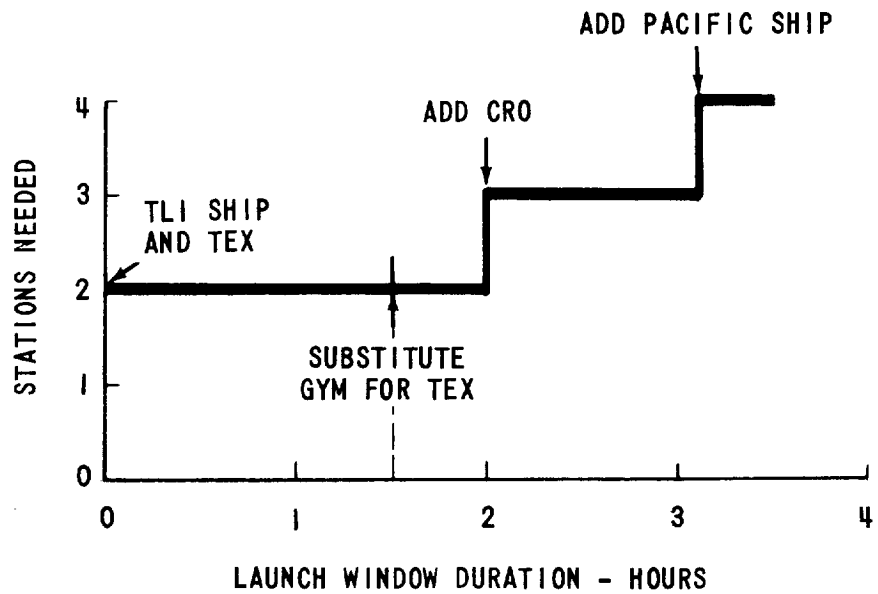 ADD PACIFIC SHIP
4
ADD CRO
3
TLI SHIP
AND TEX
STATIONS NEEDED
2
SUBSTITUTE
GYM FOR TEX
1
0
0 1 2 3 4
LAUNCH WINDOW DURATION - HOURS